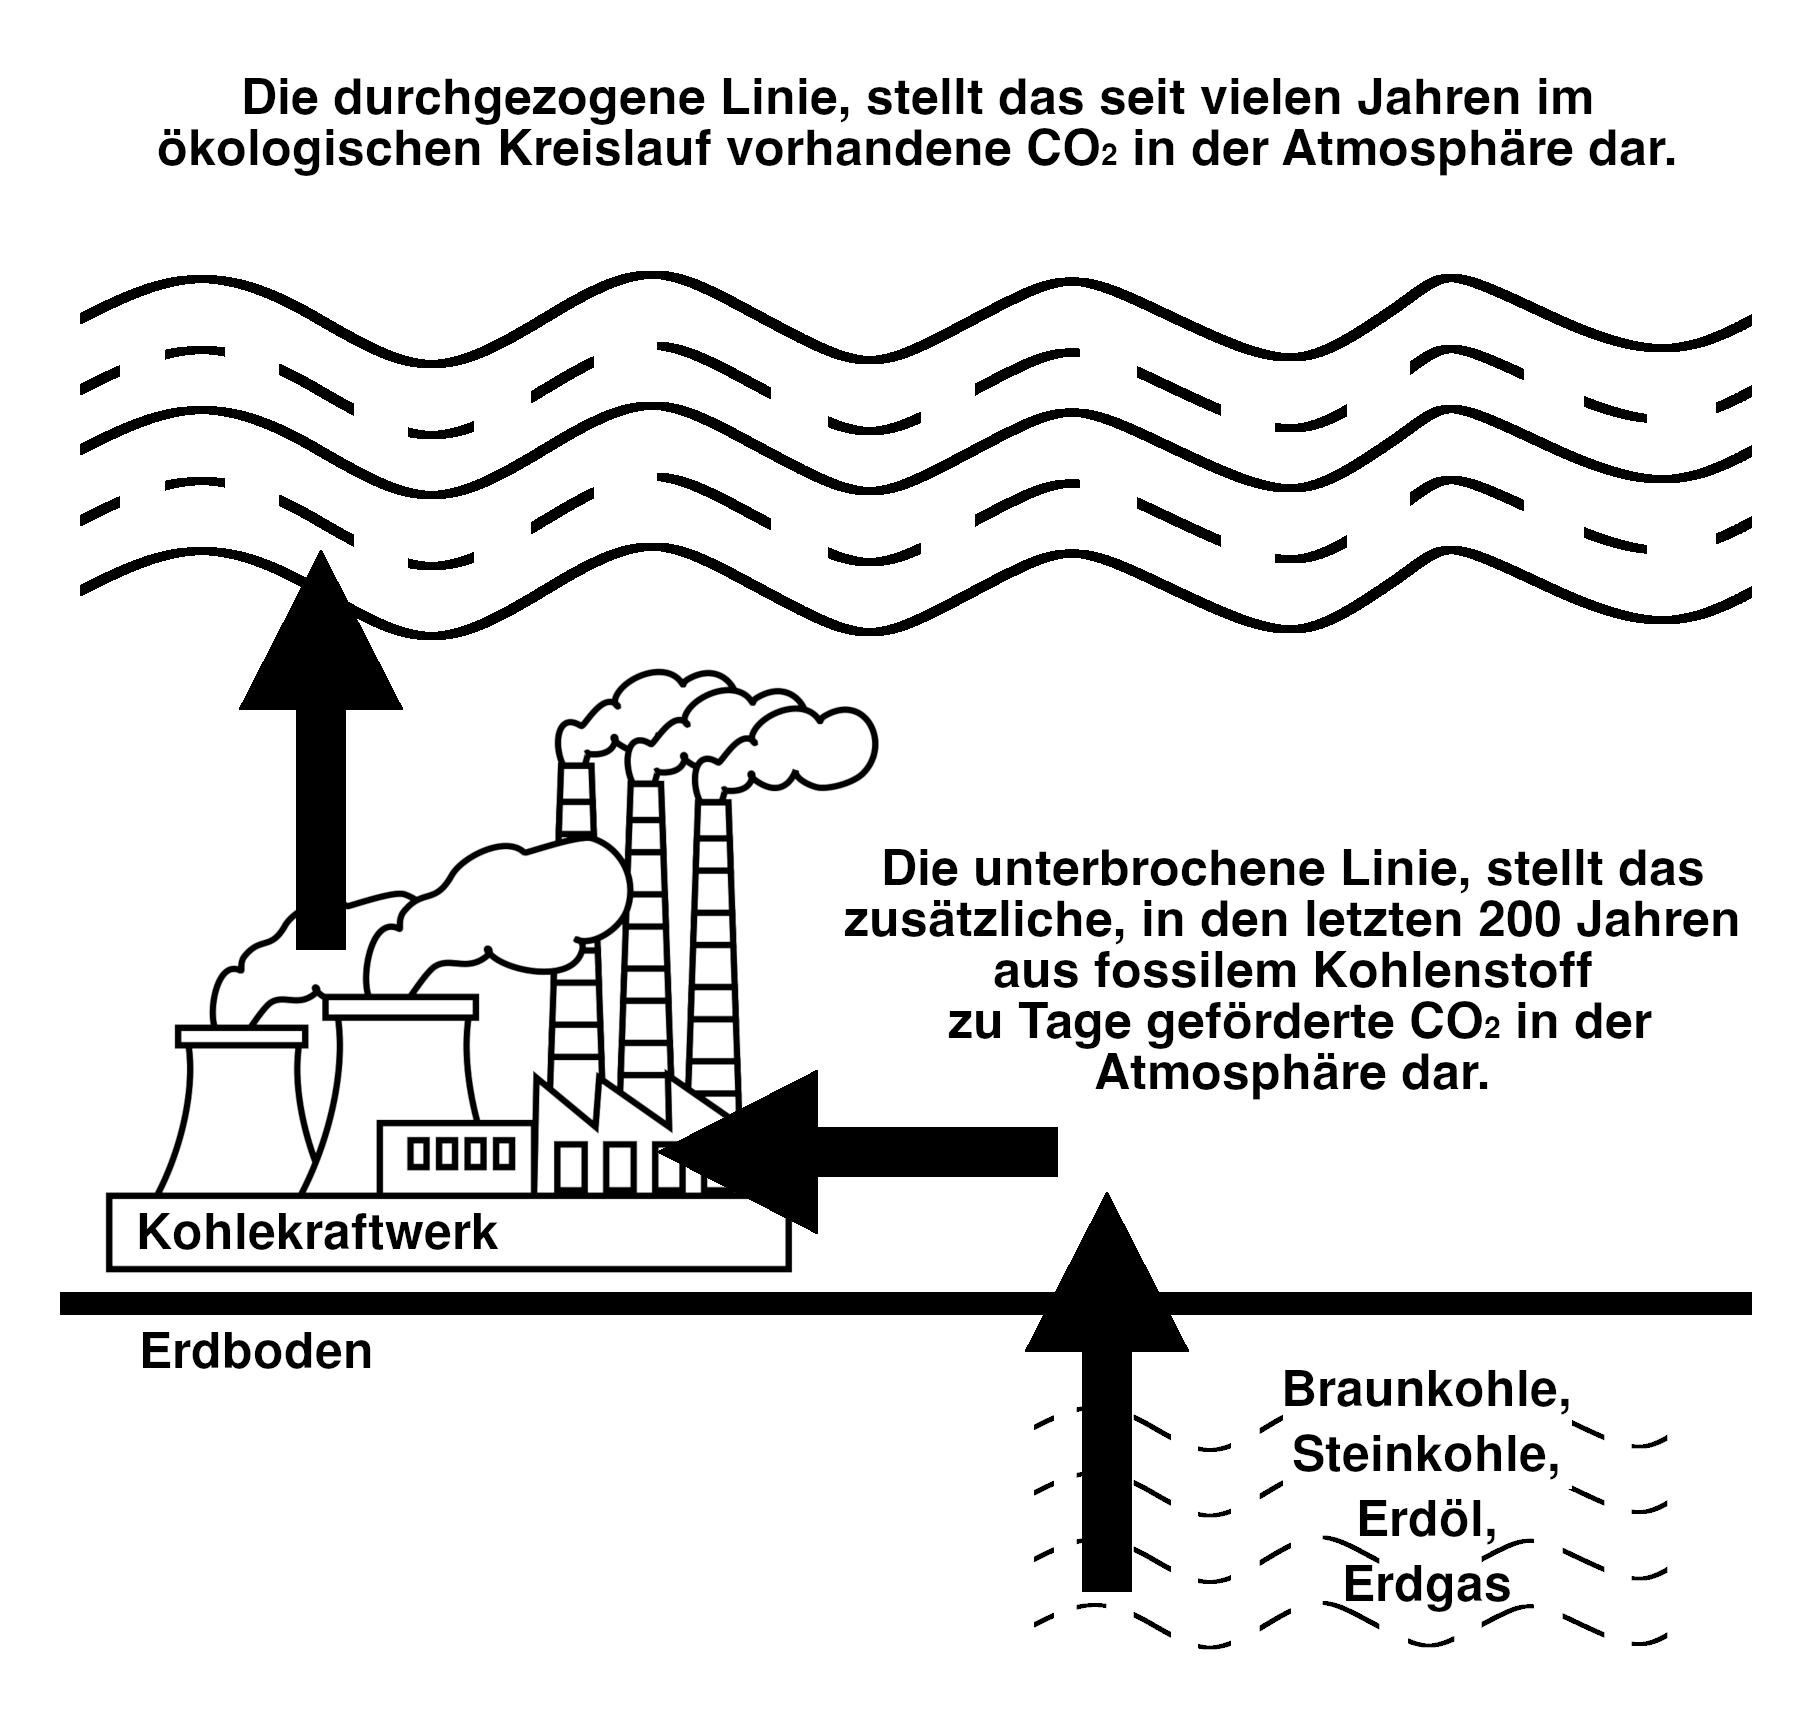 Die durchgezogene Linie, stellt das seit vielen Jahren im
ökologischen Kreislauf vorhandene CO₂ in der Atmosphäre dar.
Die unterbrochene Linie, stellt das
zusätzliche, in den letzten 200 Jahren
aus fossilem Kohlenstoff
zu Tage geförderte CO₂ in der
Atmosphäre dar.
Kohlekraftwerk
Erdboden
Braunkohle,
Steinkohle,
Erdöl,
Erdgas